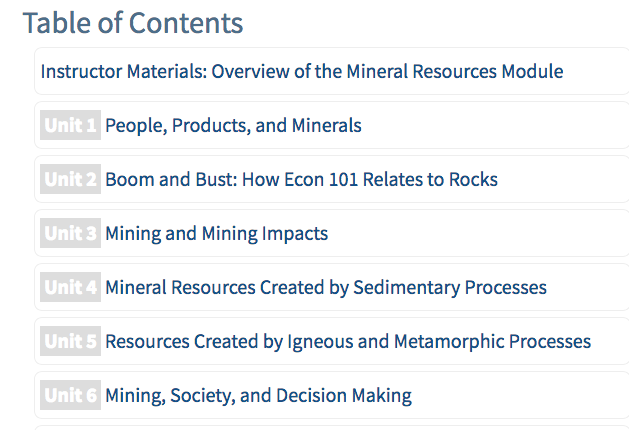 Table of Contents
Instructor Materials: Overview of the Mineral Resources Module
Unit 1 People, Products, and Minerals
Unit 2 Boom and Bust: How Econ 101 Relates to Rocks
Unit 3 Mining and Mining Impacts
Unit 4 Mineral Resources Created by Sedimentary Processes
Unit 5 Resources Created by Igneous and Metamorphic Processes
Unit 6 Mining, Society, and Decision Making